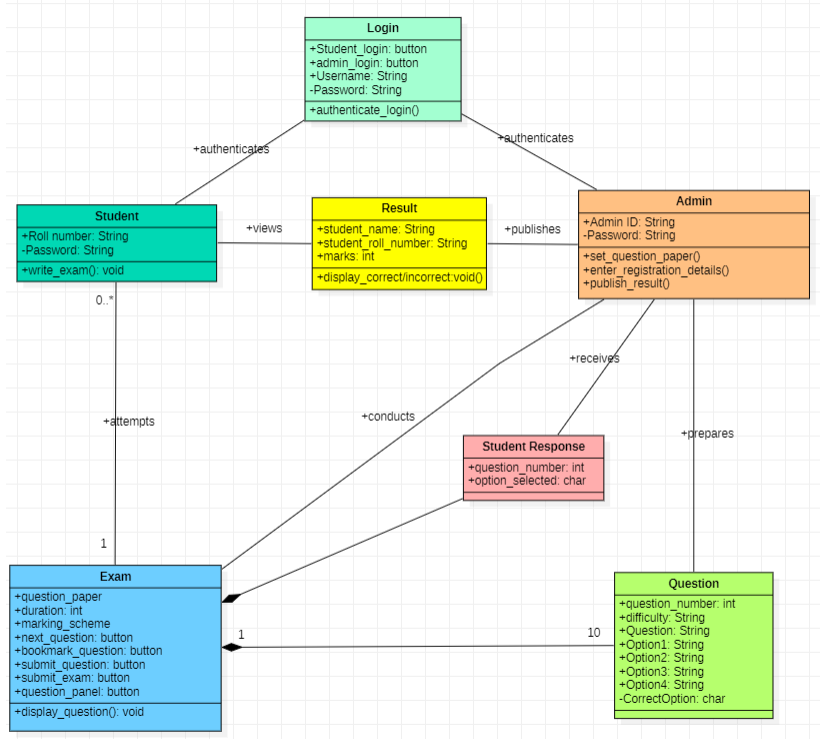 Login
+Student_login: button
+admin_login: button
+Username: String
-Password: String
+authenticate_login()
+authenticates
+authenticates
Student
+Roll number: String
-Password: String
+write_exam(): void
+views
Result
+student_name: String
+student_roll_number: String
+marks: int
+display_correct/incorrect:void()
+publishes
Admin
+Admin ID: String
-Password: String
+set_question_paper()
+enter_registration_details()
+publish_result()
0..*
+attempts
1
+conducts
+receives
+prepares
Student Response
+question_number: int
+option_selected: char
Exam
+question_paper
+duration: int
+marking_scheme
+next_question: button
+bookmark_question: button
+submit_question: button
+submit_exam: button
+question_panel: button
+display_question(): void
1
10
Question
+question_number: int
+difficulty: String
+Question: String
+Option1: String
+Option2: String
+Option3: String
+Option4: String
-CorrectOption: char